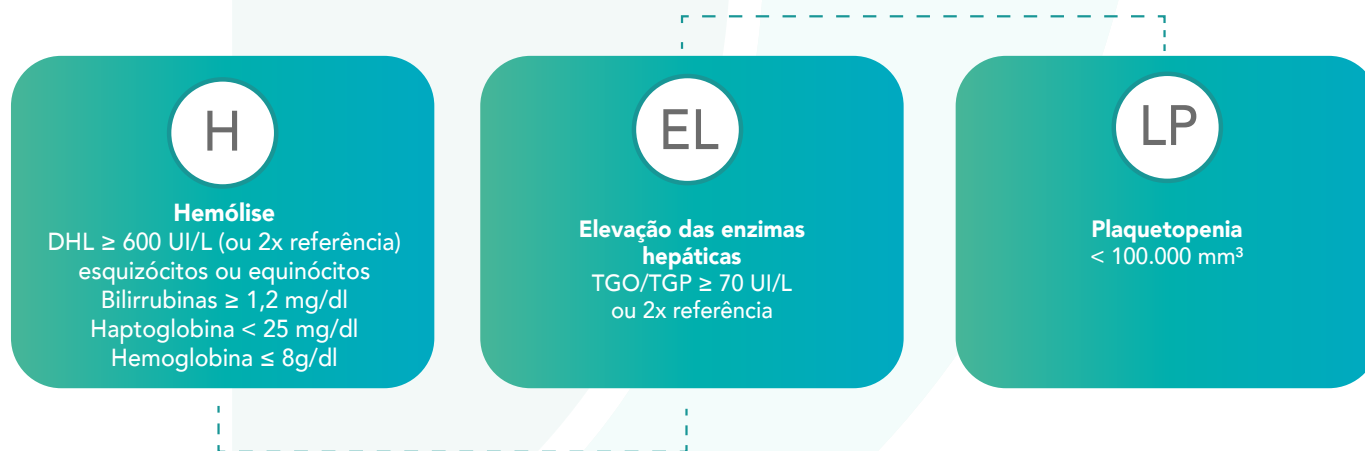 H
Hemólise
DHL ≥ 600 UI/L (ou 2x referência)
esquizócitos ou equinócitos
Bilirrubinas ≥ 1,2 mg/dl
Haptoglobina < 25 mg/dl
Hemoglobina ≤ 8g/dl
EL
Elevação das enzimas
hepáticas
TGO/TGP ≥ 70 UI/L
ou 2x referência
LP
Plaquetopenia
< 100.000 mm³